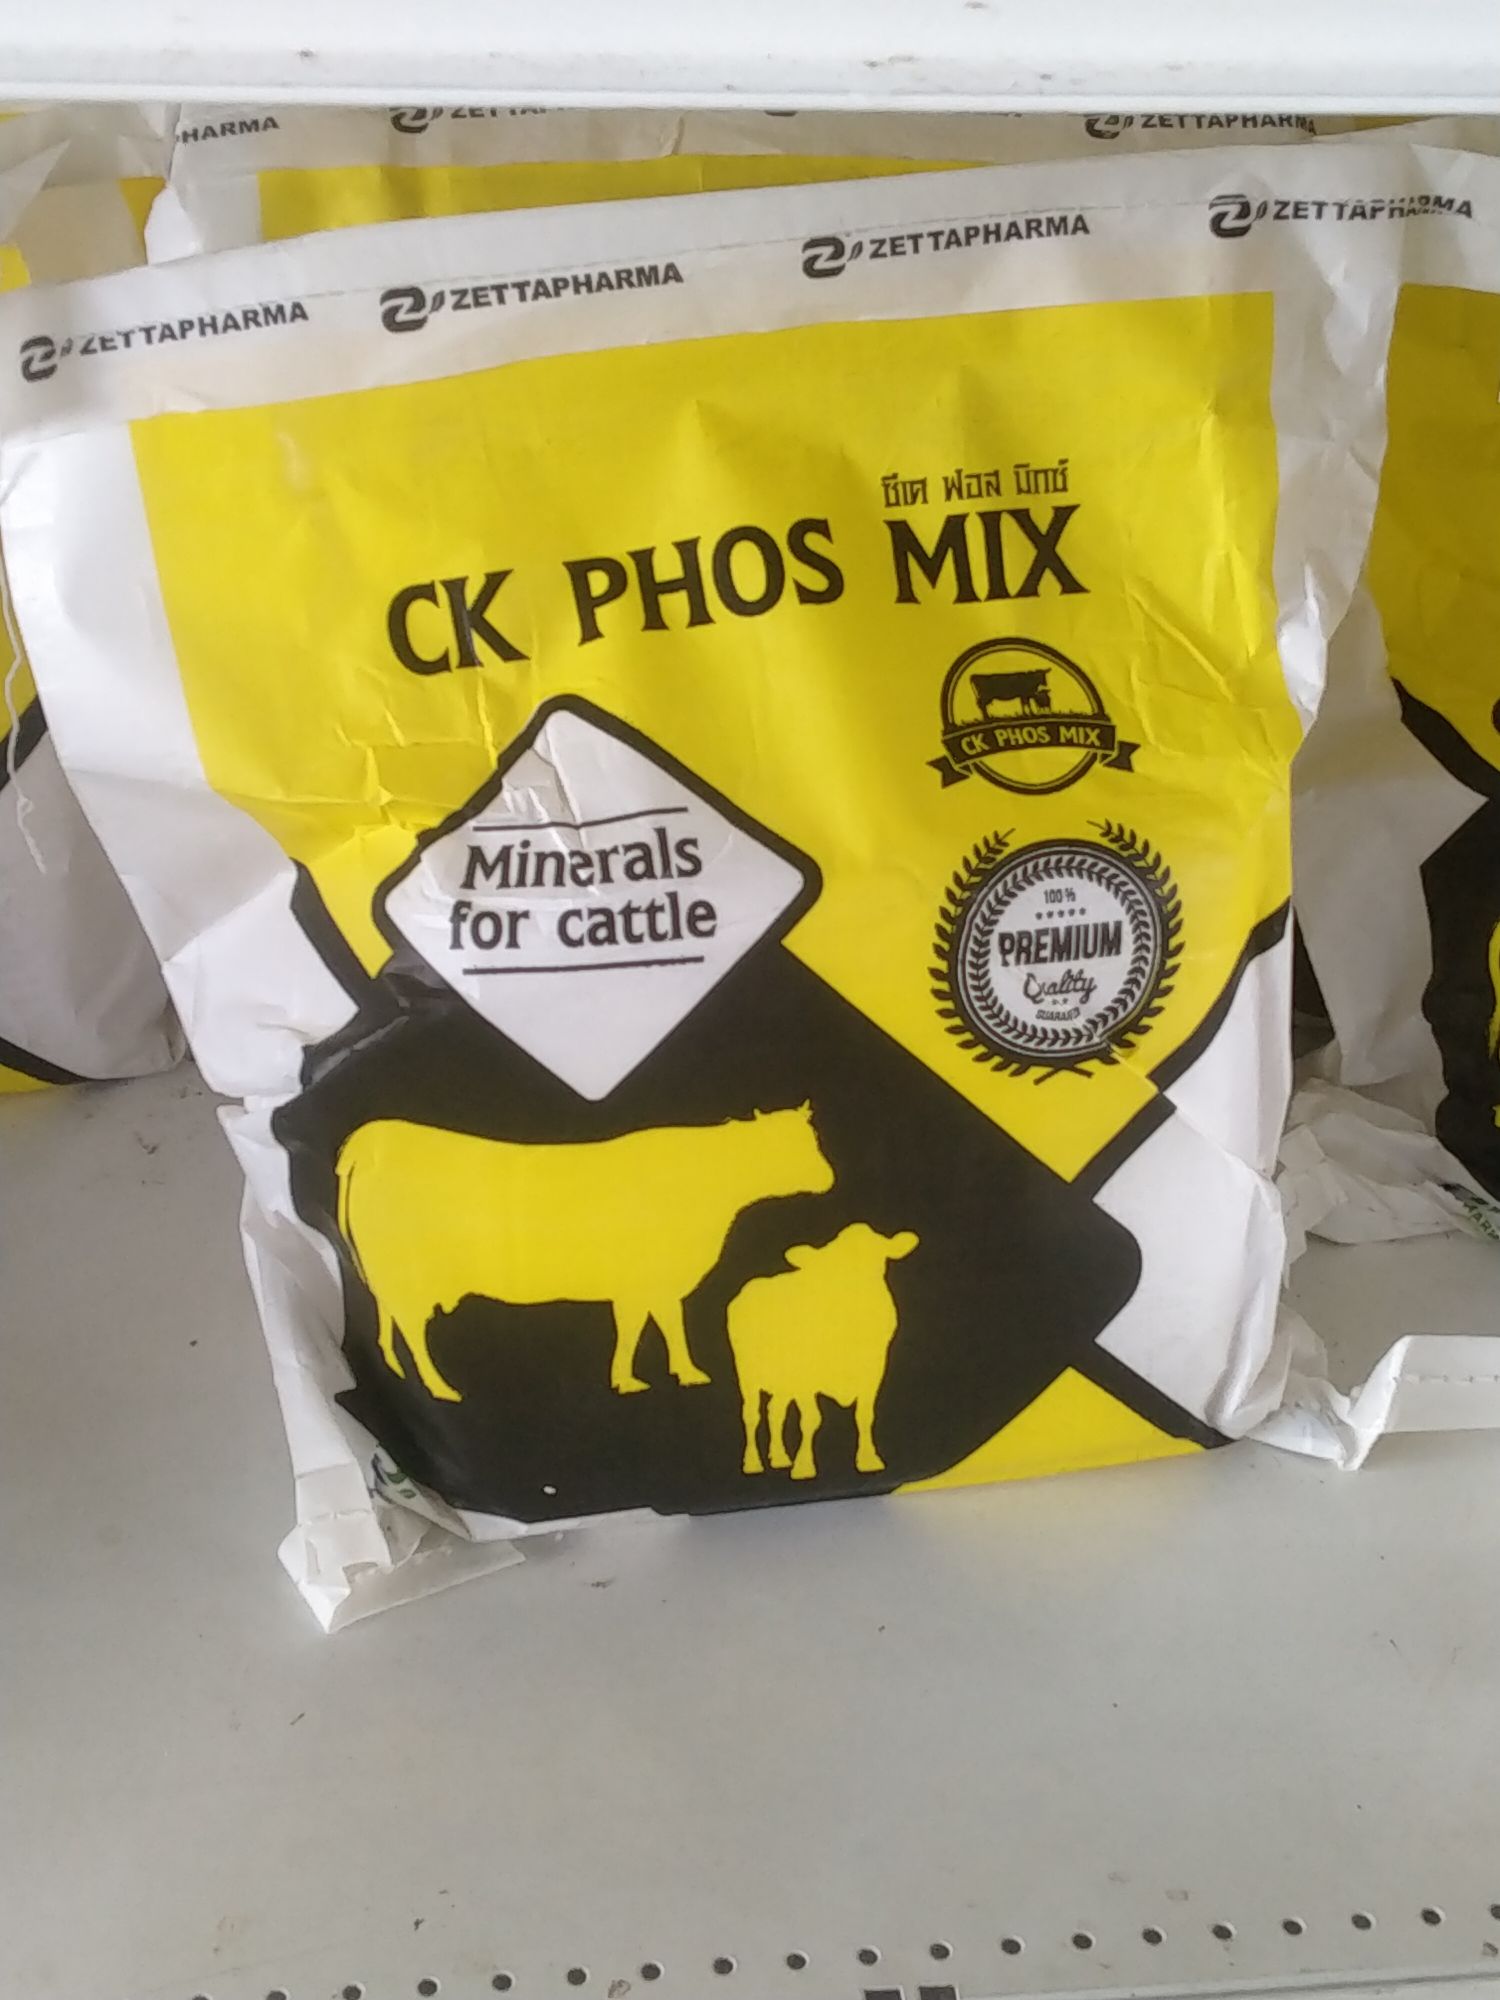 HARMA
ZETTAPHARMA
ZETTAPHARMA
ZETTAPHARMA
ZETTAPHARMA
ZETTAPHARMA
ซีเค ฟอส มิกซ์
CK PHOS MIX
CK PHOS MIX
Minerals
for cattle
100 %
PREMIUM
Quality